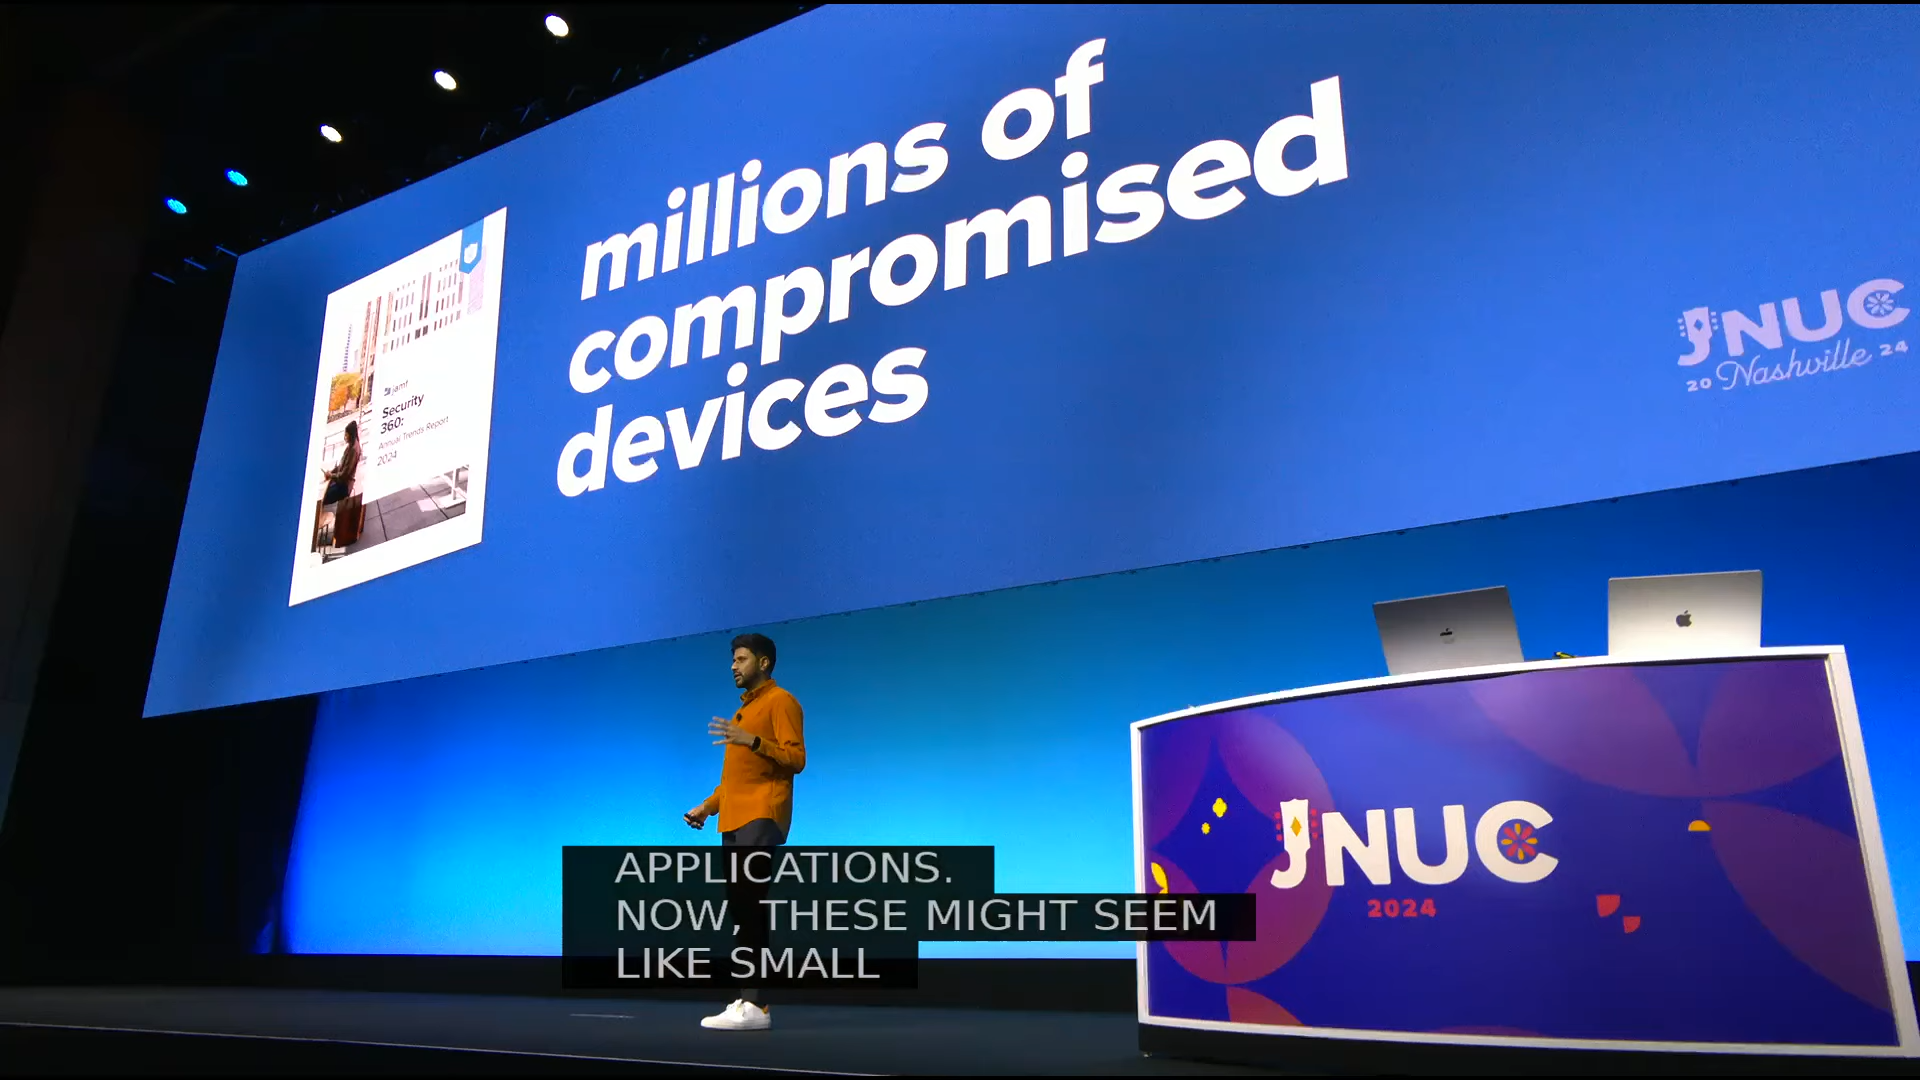 millions of
compromised
devices
jamf
Security
360:
Annual Trends Report
2024
JNUC
20 Nashville 24
JNUC
2024
APPLICATIONS.
NOW, THESE MIGHT SEEM
LIKE SMALL